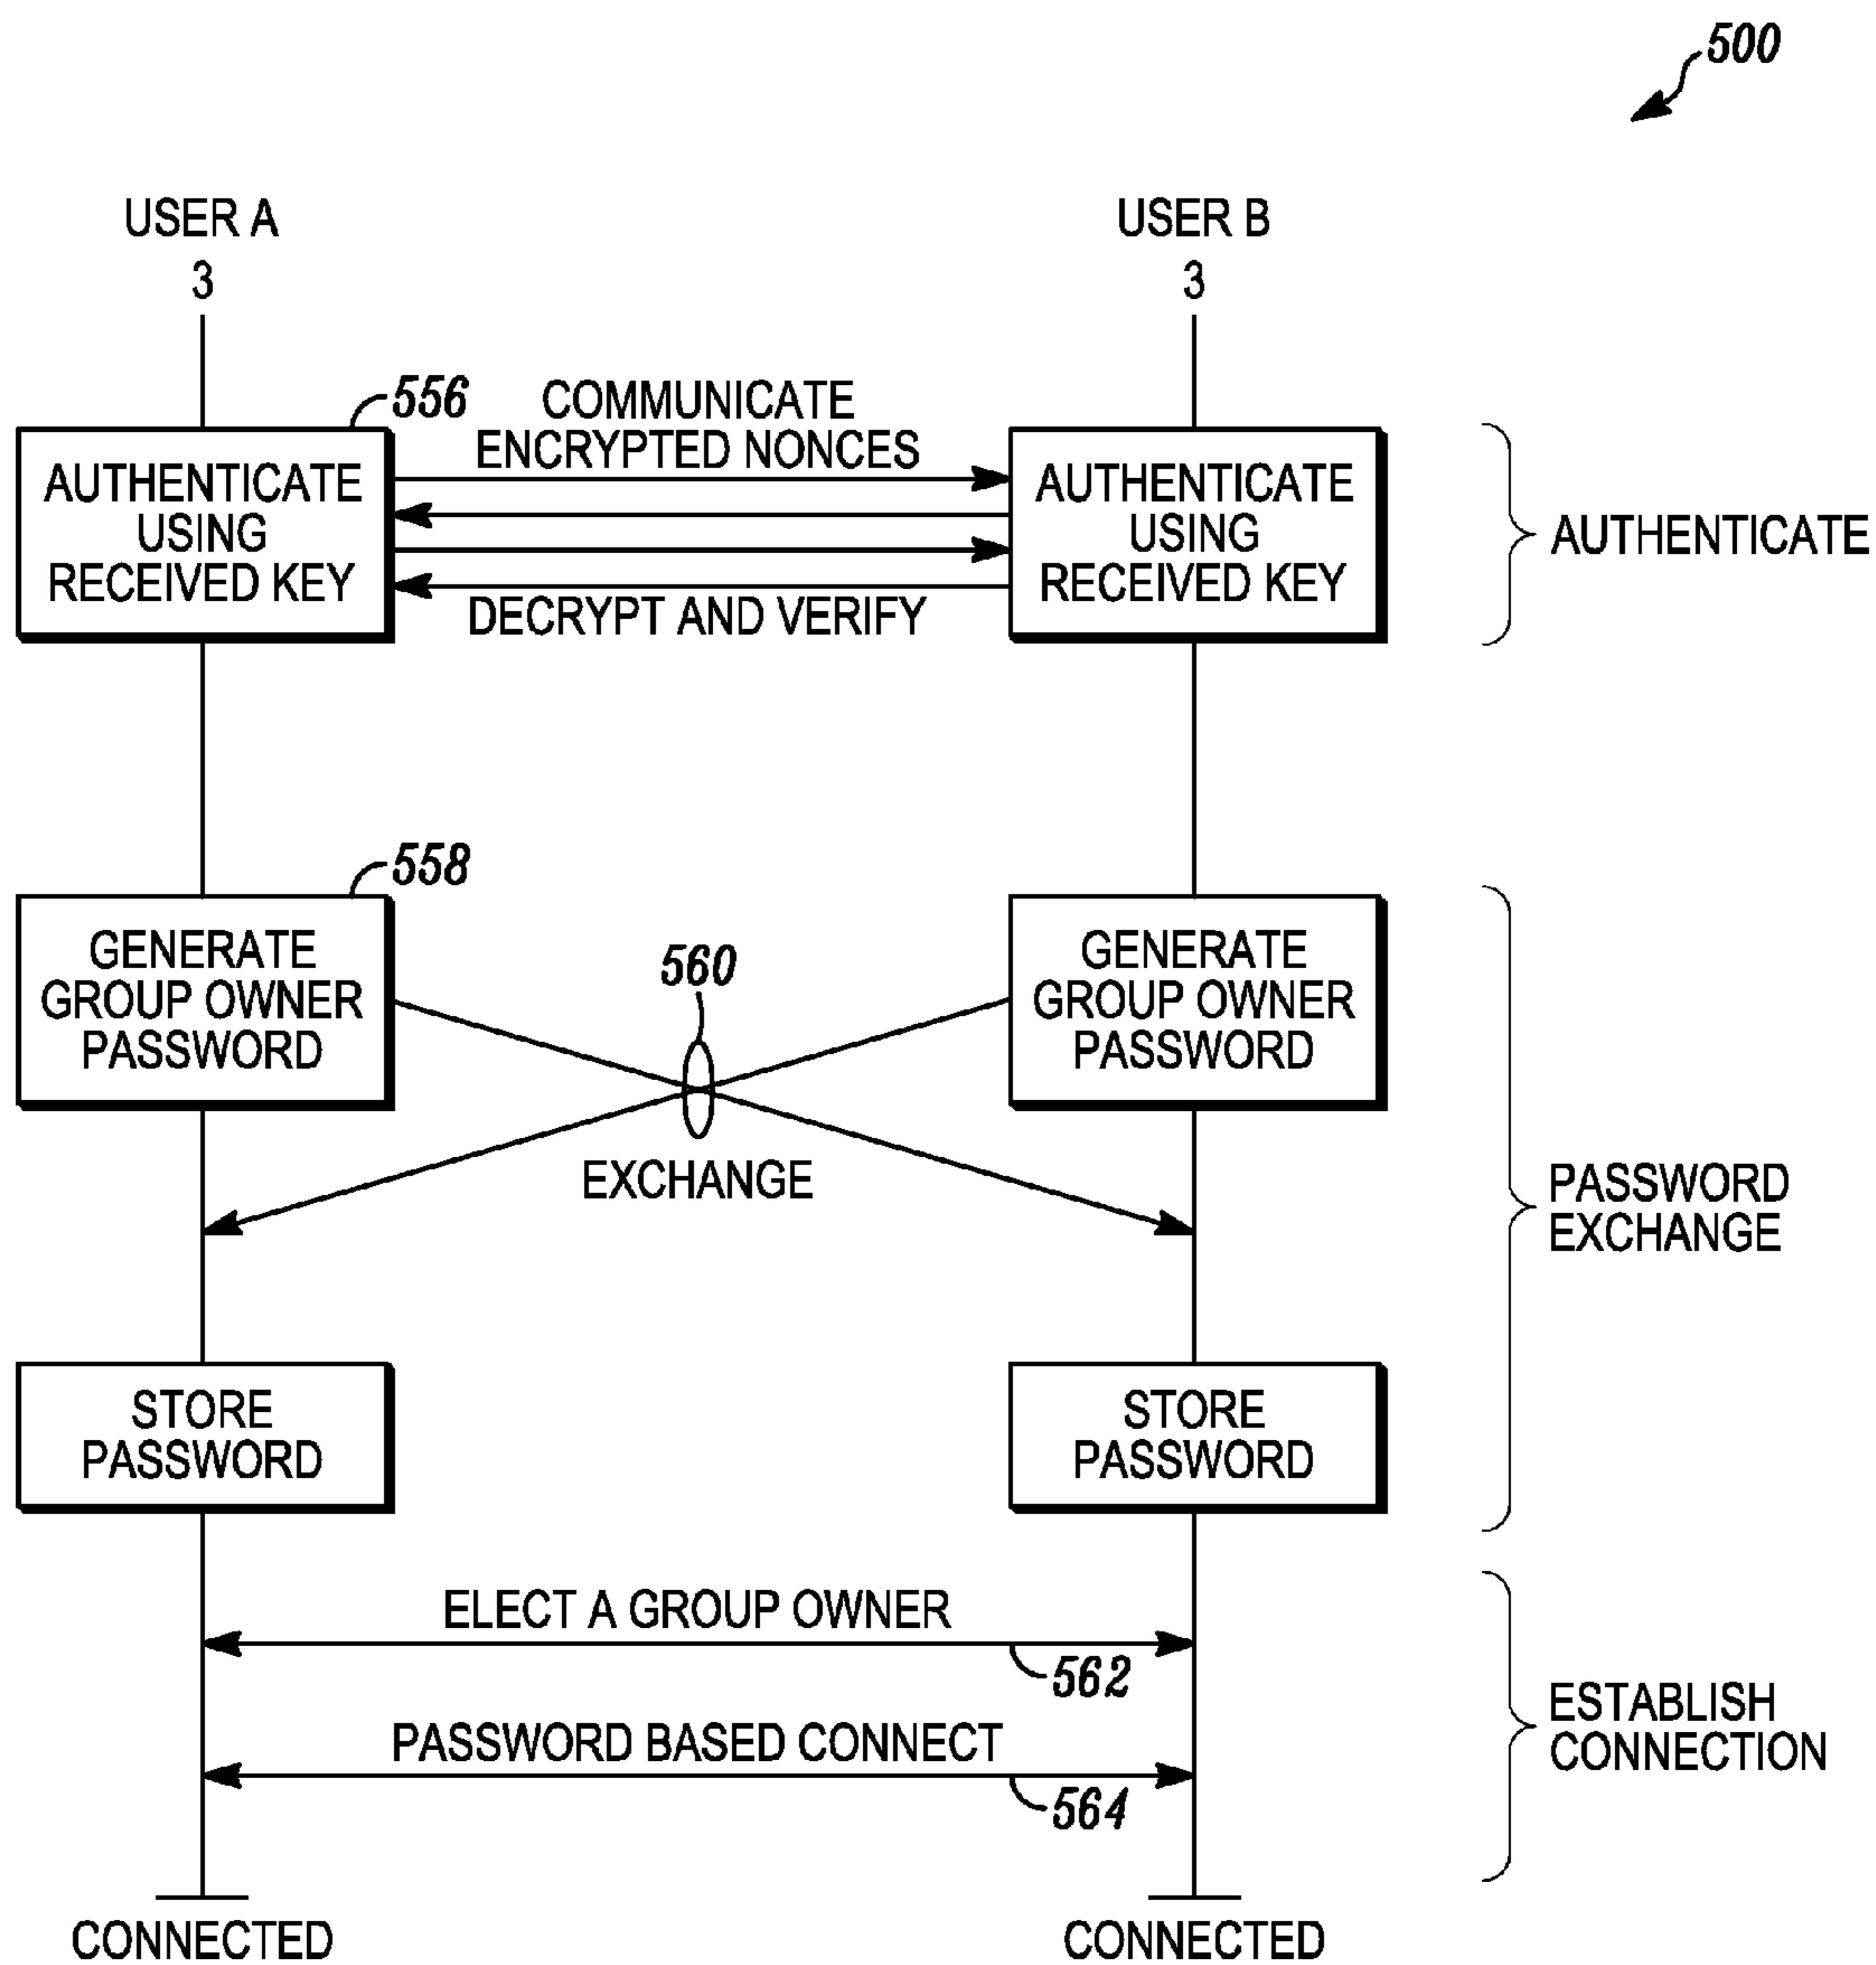 500
USER A
3
USER B
3
556
COMMUNICATE
ENCRYPTED NONCES
AUTHENTICATE
USING
RECEIVED KEY
DECRYPT AND VERIFY
AUTHENTICATE
USING
RECEIVED KEY
AUTHENTICATE
558
GENERATE
GROUP OWNER
PASSWORD
560
EXCHANGE
GENERATE
GROUP OWNER
PASSWORD
PASSWORD
EXCHANGE
STORE
PASSWORD
STORE
PASSWORD
ELECT A GROUP OWNER
562
PASSWORD BASED CONNECT
564
ESTABLISH
CONNECTION
CONNECTED
CONNECTED